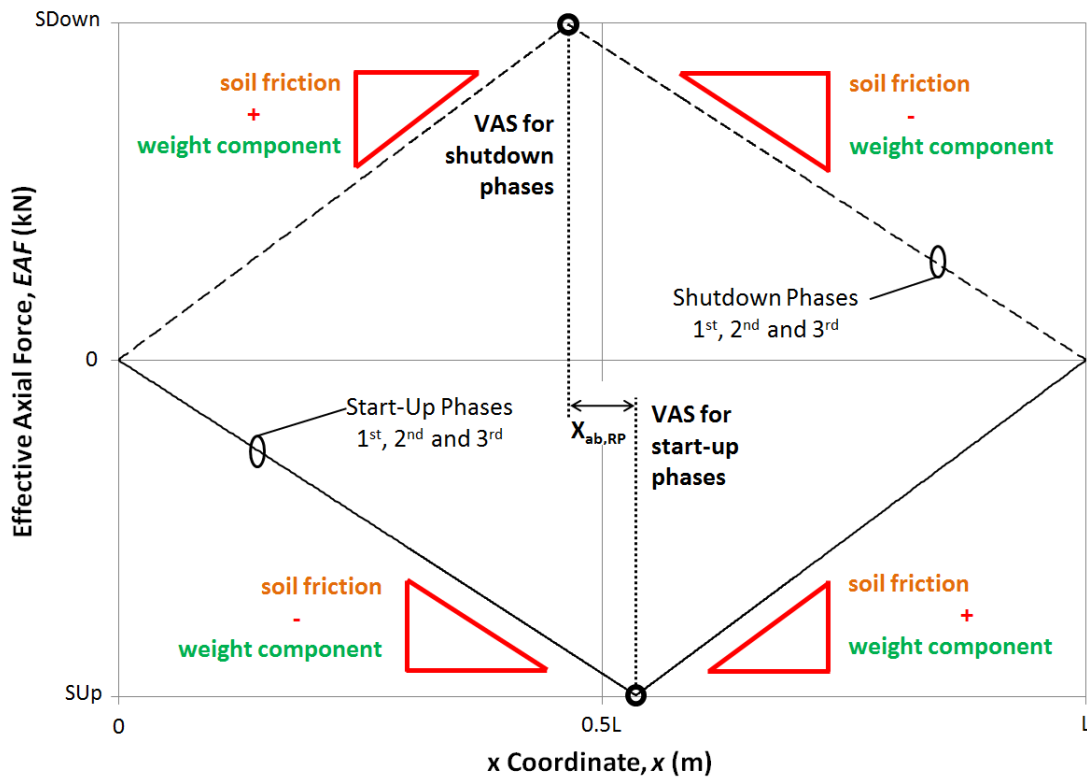 SDown
soil friction
+
weight component
VAS for
shutdown
phases
soil friction
-
weight component
Effective Axial Force, EAF (kN)
Shutdown Phases
1st, 2nd and 3rd
0
Start-Up Phases
1st, 2nd and 3rd
Xab,RP
VAS for
start-up
phases
soil friction
-
weight component
soil friction
+
weight component
SUp
0
0.5L
L
x Coordinate, x (m)